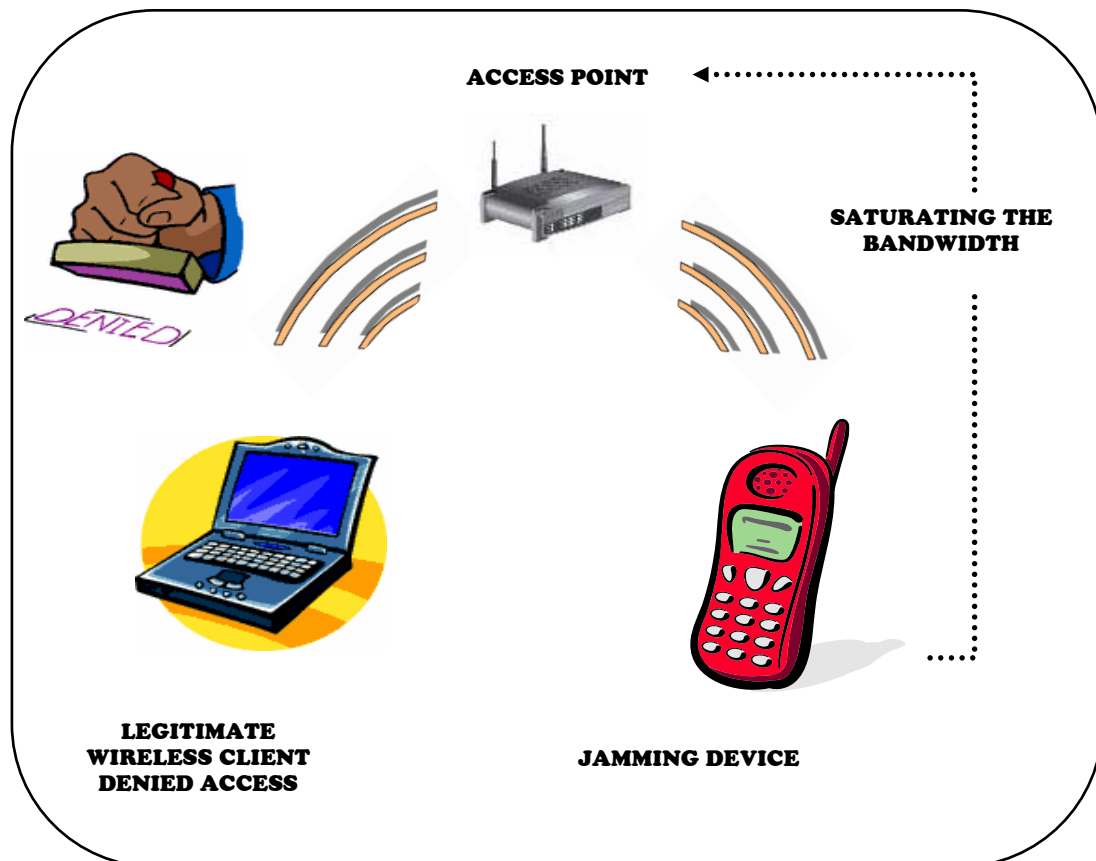 ACCESS POINT
SATURATING THE
BANDWIDTH
DENIED!
LEGITIMATE
WIRELESS CLIENT
DENIED ACCESS
JAMMING DEVICE